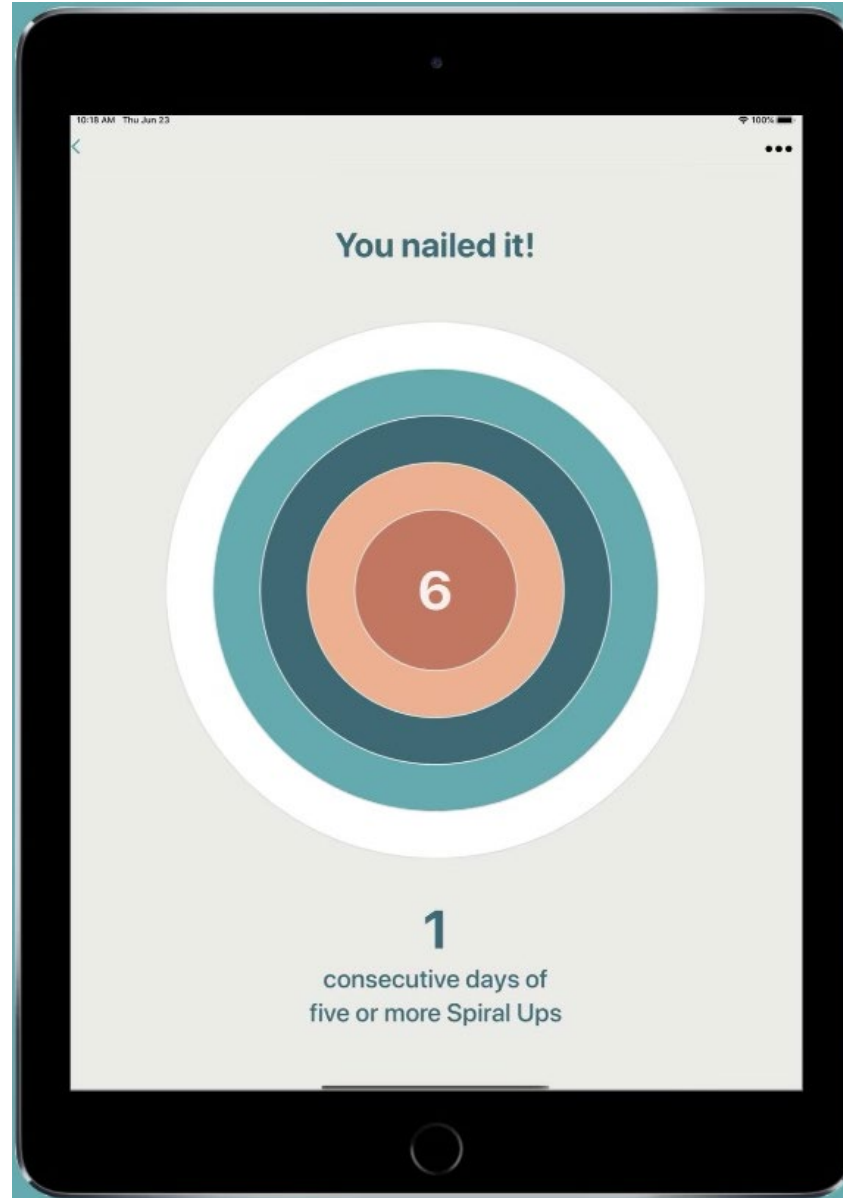 10:18 AM Thu Jun 23 100%
You nailed it!
6
1
consecutive days of
five or more Spiral Ups